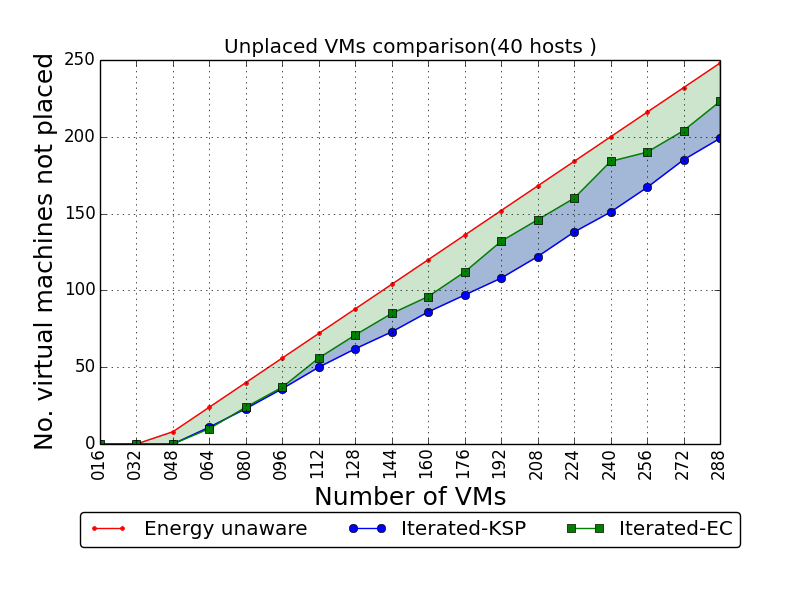 Unplaced VMs comparison(40 hosts )
No. virtual machines not placed
250
200
150
100
50
0
016 032 048 064 080 096 112 128 144 160 176 192 208 224 240 256 272 288
Number of VMs
Energy unaware Iterated-KSP Iterated-EC